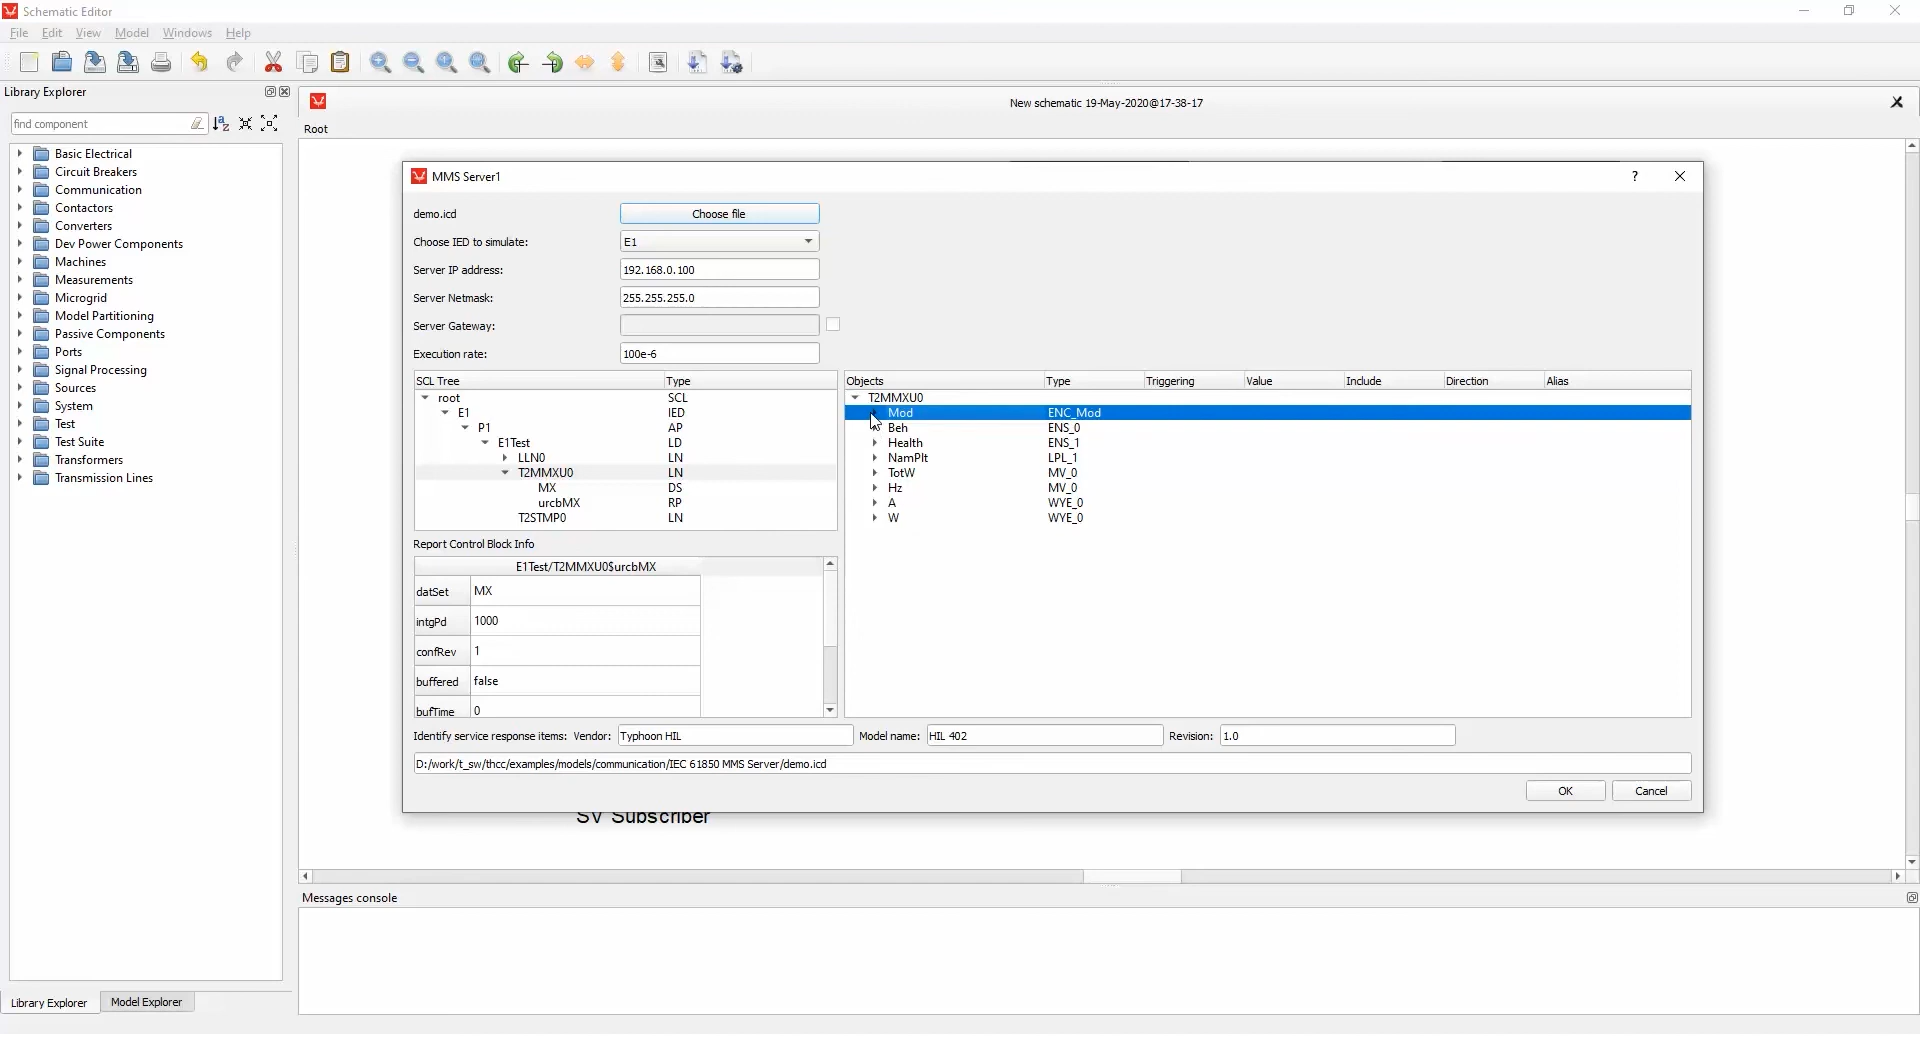 Schematic Editor
File Edit View Model Windows Help
Library Explorer
find component
Basic Electrical
Circuit Breakers
Communication
Contactors
Converters
Dev Power Components
Machines
Measurements
Microgrid
Model Partitioning
Passive Components
Ports
Signal Processing
Sources
System
Test
Test Suite
Transformers
Transmission Lines
Library Explorer Model Explorer
New schematic 19-May-2020@17-38-17
Root
MMS Server1 ?
demo.icd Choose file
Choose IED to simulate: E1
Server IP address: 192.168.0.100
Server Netmask: 255.255.255.0
Server Gateway:
Execution rate: 100e-6
SCL Tree Type
root SCL
E1 IED
P1 AP
E1Test LD
LLN0 LN
T2MMXU0 LN
MX DS
urcbMX RP
T2STMP0 LN
Objects Type Triggering Value Include Direction Alias
T2MMXU0
Mod ENC_Mod
Beh ENS_0
Health ENS_1
NamPlt LPL_1
TotW MV_0
Hz MV_0
A WYE_0
W WYE_0
Report Control Block Info
E1Test/T2MMXU0$urcbMX
datSet MX
intgPd 1000
confRev 1
buffered false
bufTime 0
Identify service response items: Vendor: Typhoon HIL Model name: HIL 402 Revision: 1.0
D:/work/t_sw/thcc/examples/models/communication/IEC 61850 MMS Server/demo.icd
OK Cancel
SV Subscriber
Messages console